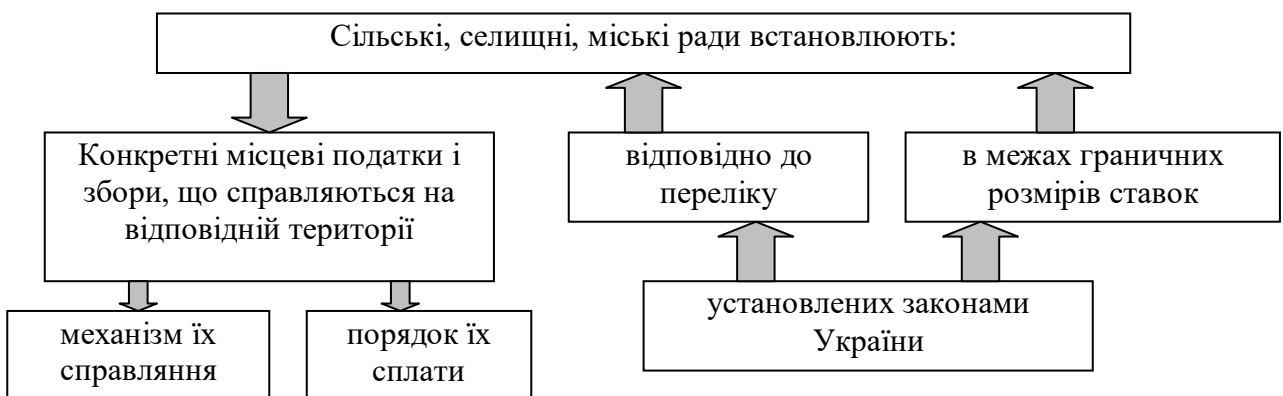 Сільські, селищні, міські ради встановлюють:
Конкретні місцеві податки і
збори, що справляються на
відповідній території
відповідно до
переліку
в межах граничних
розмірів ставок
установлених законами
України
механізм їх
справляння
порядок їх
сплати